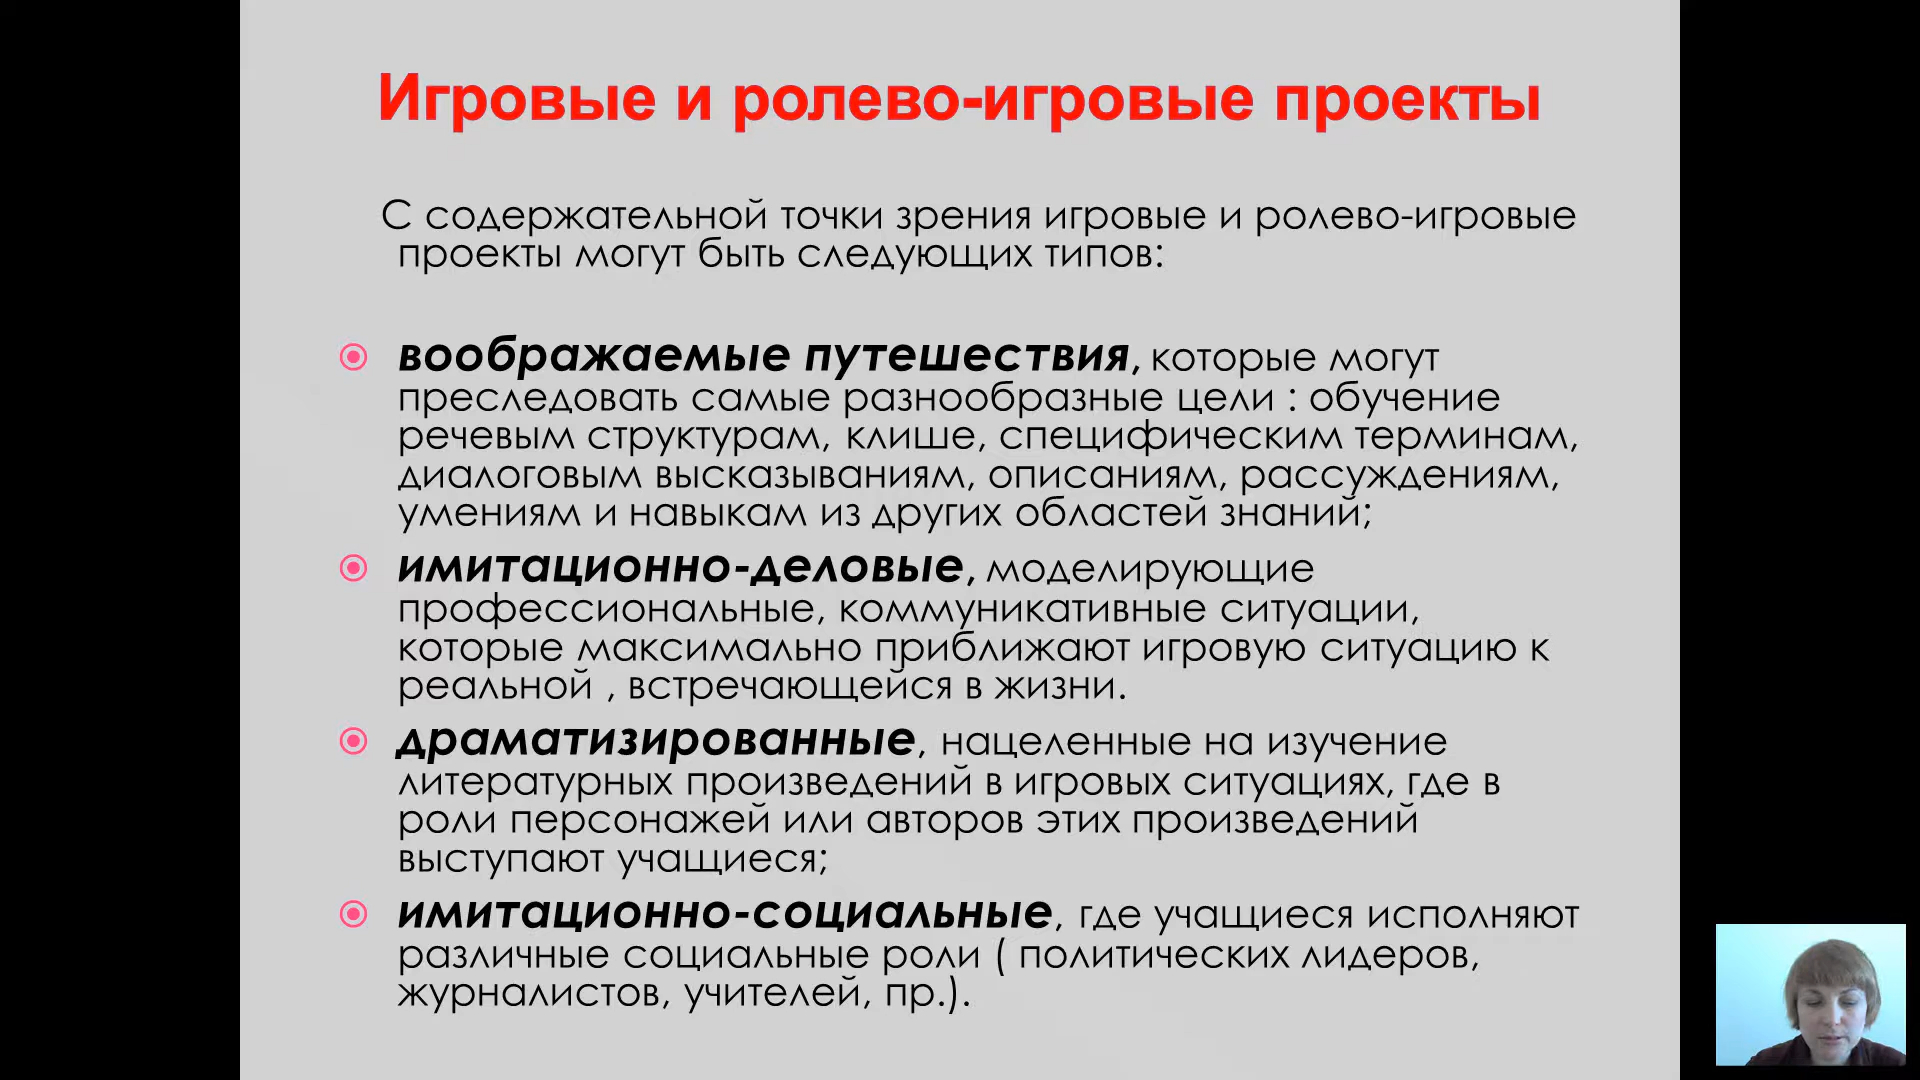 Игровые и ролево-игровые проекты
С содержательной точки зрения игровые и ролево-игровые
проекты могут быть следующих типов:
воображаемые путешествия, которые могут
преследовать самые разнообразные цели : обучение
речевым структурам, клише, специфическим терминам,
диалоговым высказываниям, описаниям, рассуждениям,
умениям и навыкам из других областей знаний;
имитационно-деловые, моделирующие
профессиональные, коммуникативные ситуации,
которые максимально приближают игровую ситуацию к
реальной , встречающейся в жизни.
драматизированные, нацеленные на изучение
литературных произведений в игровых ситуациях, где в
роли персонажей или авторов этих произведений
выступают учащиеся;
имитационно-социальные, где учащиеся исполняют
различные социальные роли ( политических лидеров,
журналистов, учителей, пр.).